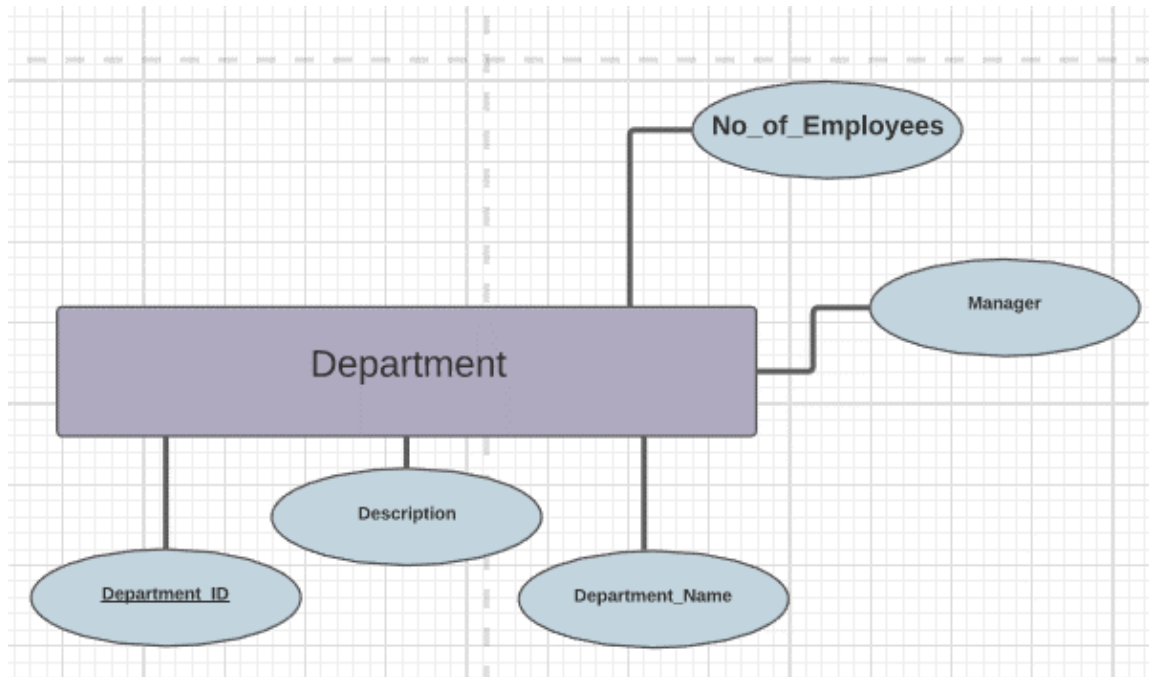 No_of_Employees
Manager
Department
Description
Department_ID
Department_Name